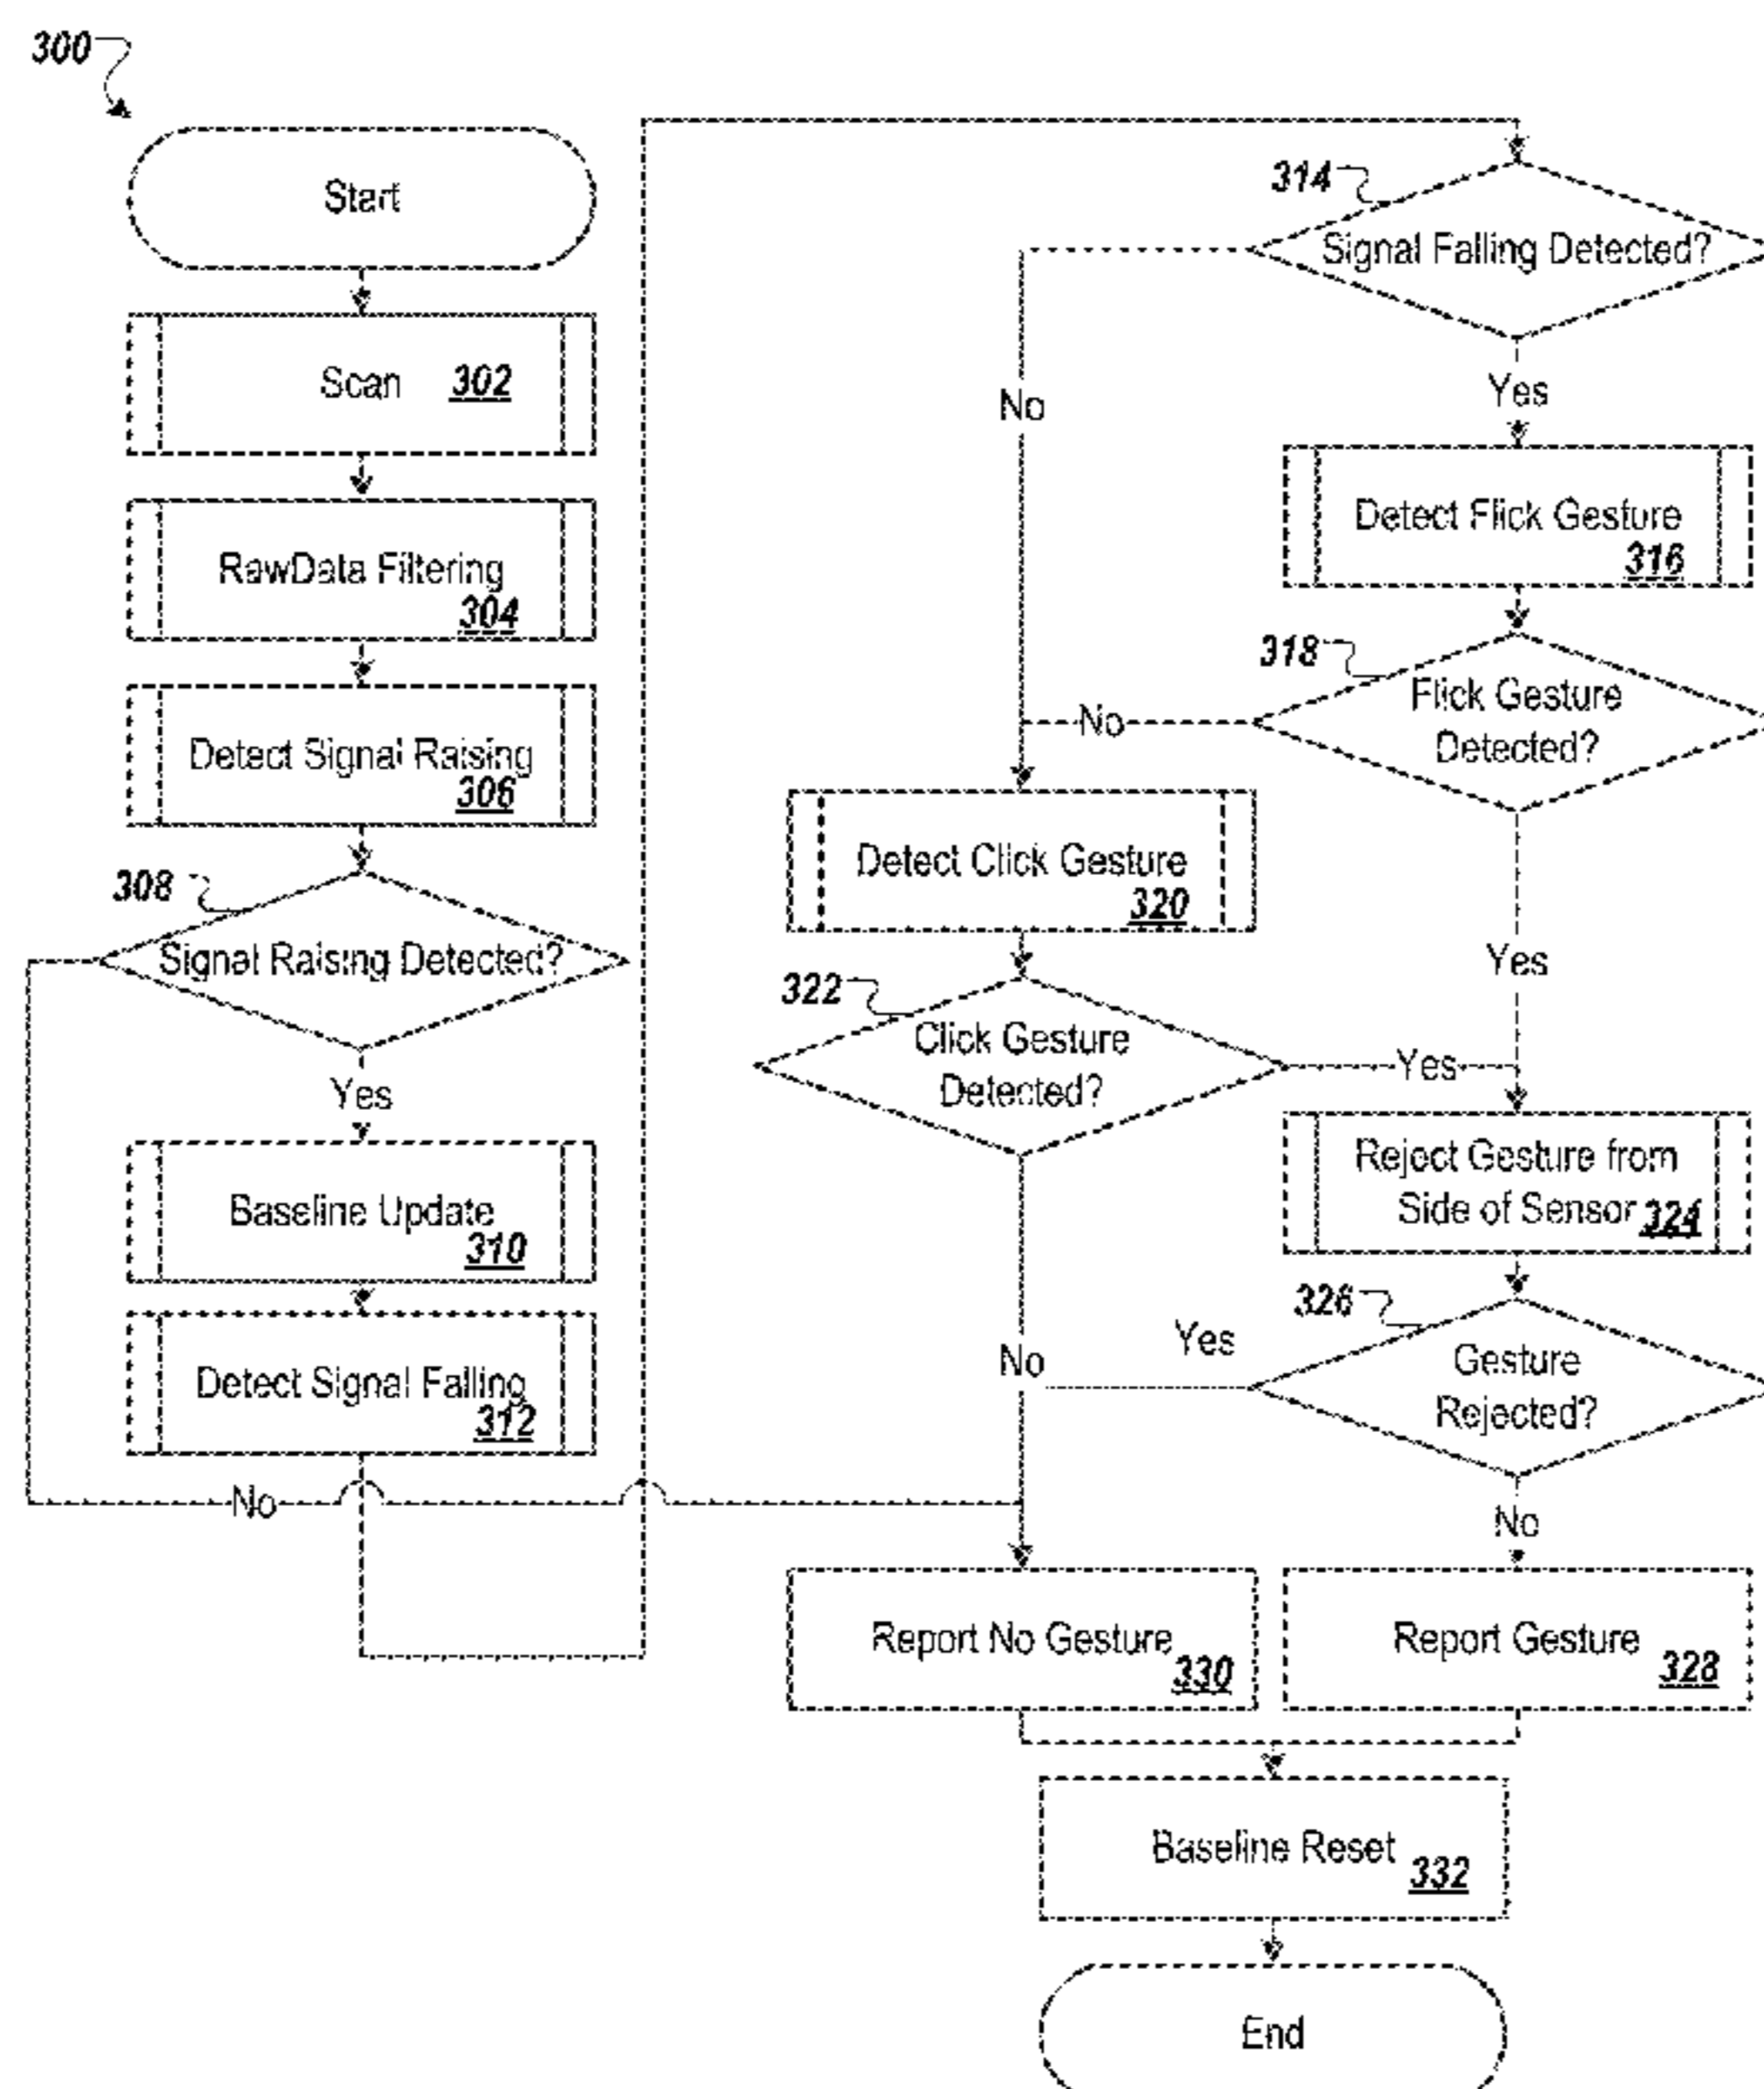 300
Start
Scan 302
RawData Filtering
304
Detect Signal Raising
306
308
Signal Raising Detected?
Yes
Baseline Update
310
Detect Signal Falling
312
No
314
Signal Falling Detected?
No
Yes
Detect Flick Gesture
316
318
Flick Gesture
Detected?
No
Yes
Detect Click Gesture
320
322
Click Gesture
Detected?
Yes
No
Reject Gesture from
Side of Sensor 324
326
Gesture
Rejected?
Yes
No
Report No Gesture
330
Report Gesture
328
Baseline Reset
332
End